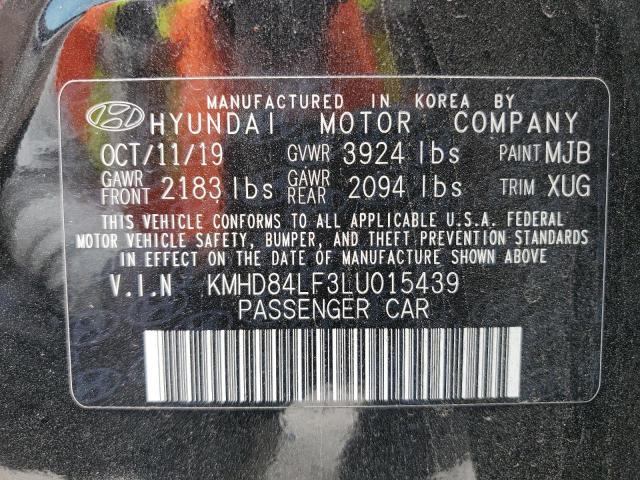 MANUFACTURED IN KOREA BY
HYUNDAI MOTOR COMPANY
OCT/11/19 GVWR 3924 lbs PAINT MJB
GAWR FRONT 2183 lbs GAWR REAR 2094 lbs TRIM XUG
THIS VEHICLE CONFORMS TO ALL APPLICABLE U.S.A. FEDERAL
MOTOR VEHICLE SAFETY, BUMPER, AND THEFT PREVENTION STANDARDS
IN EFFECT ON THE DATE OF MANUFACTURE SHOWN ABOVE
V.I.N KMHD84LF3LU015439
PASSENGER CAR